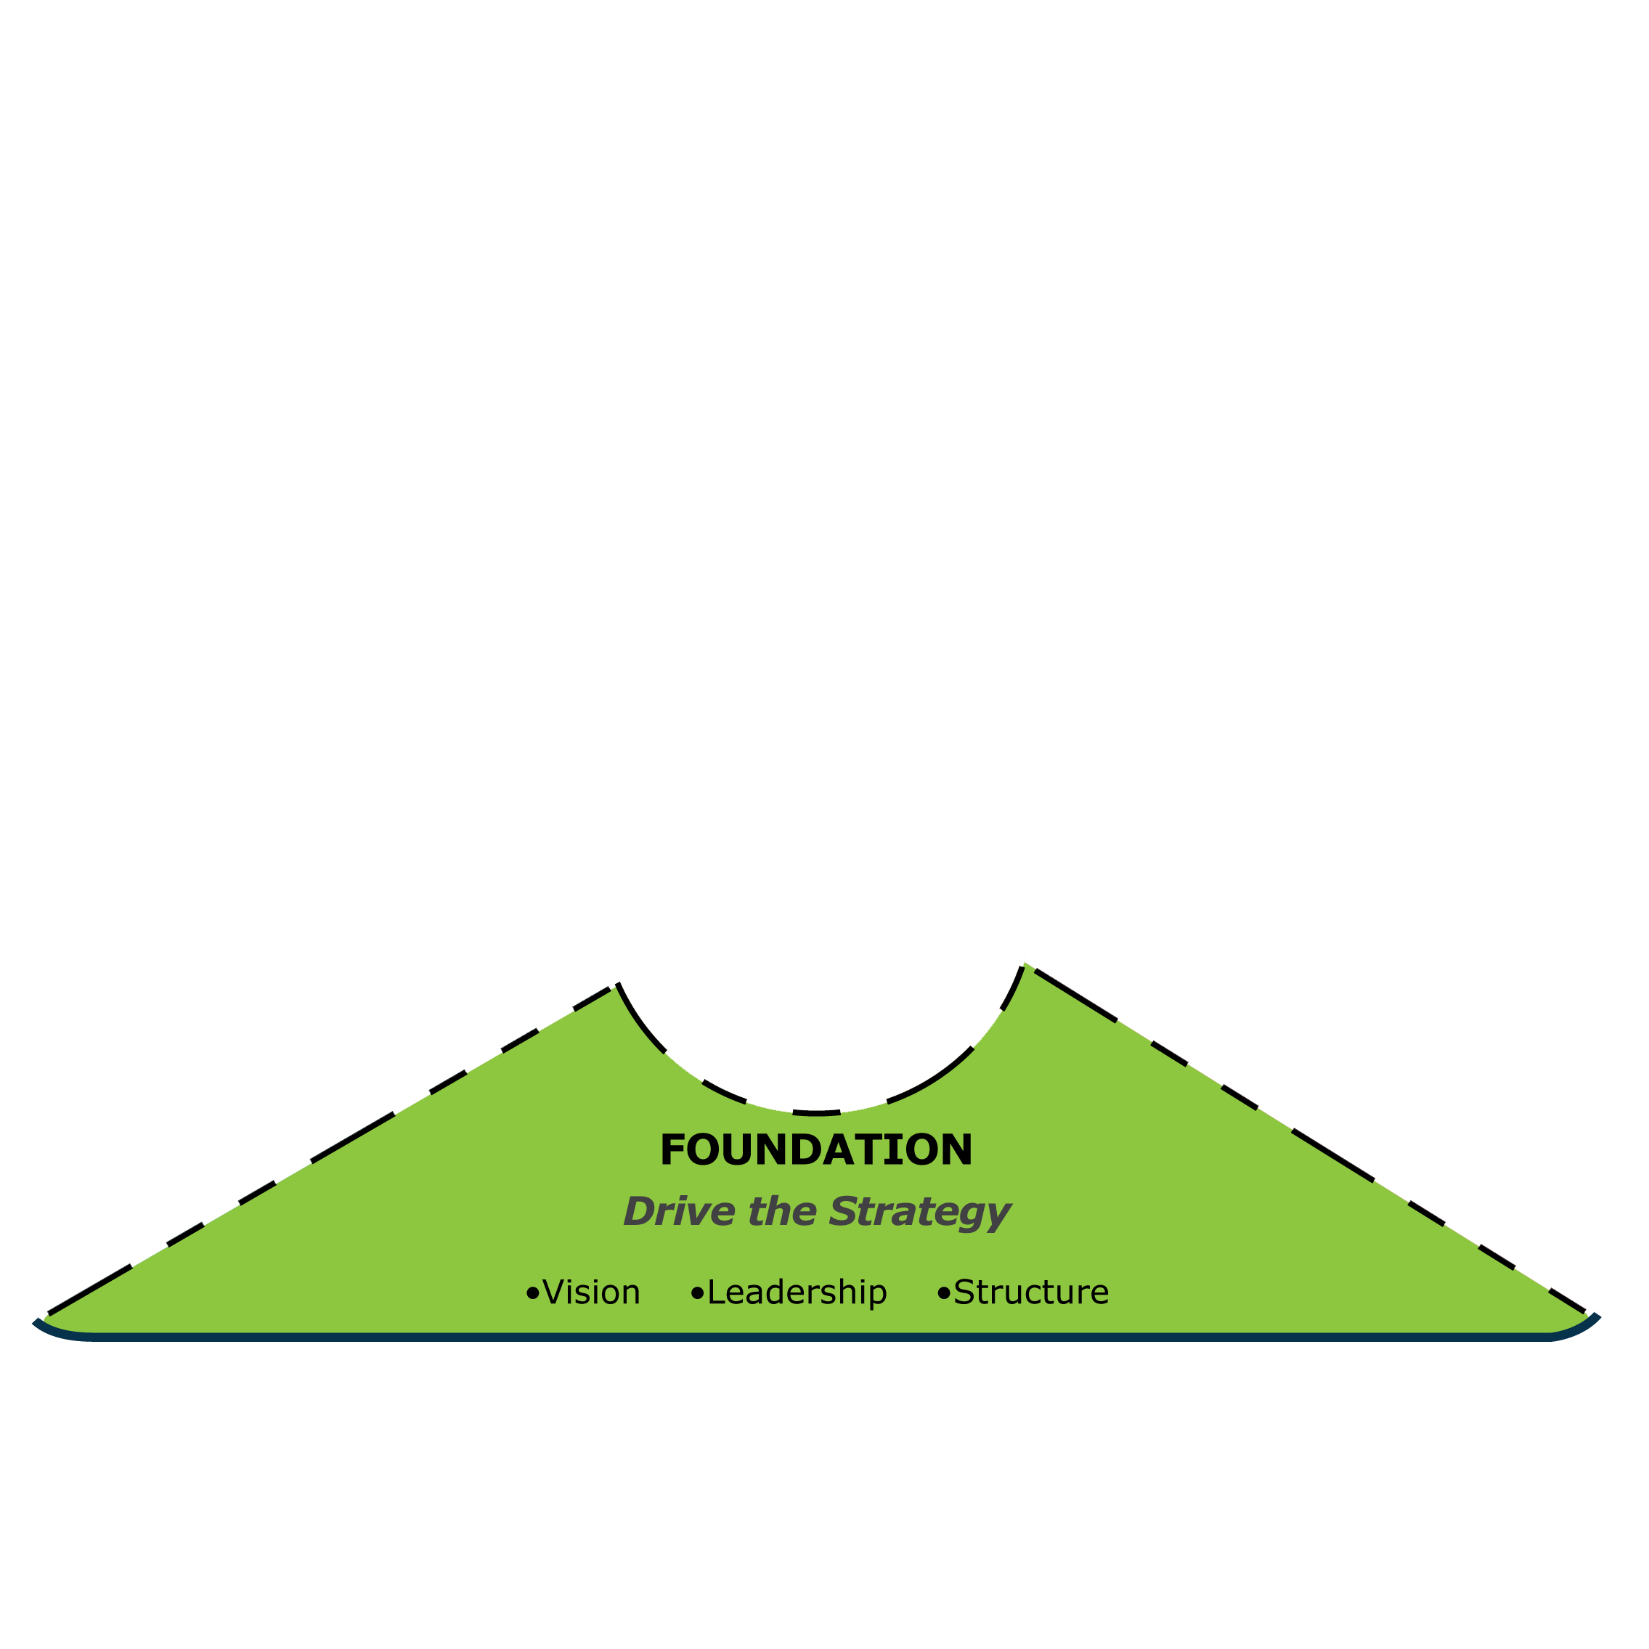 FOUNDATION
Drive the Strategy
•Vision •Leadership •Structure